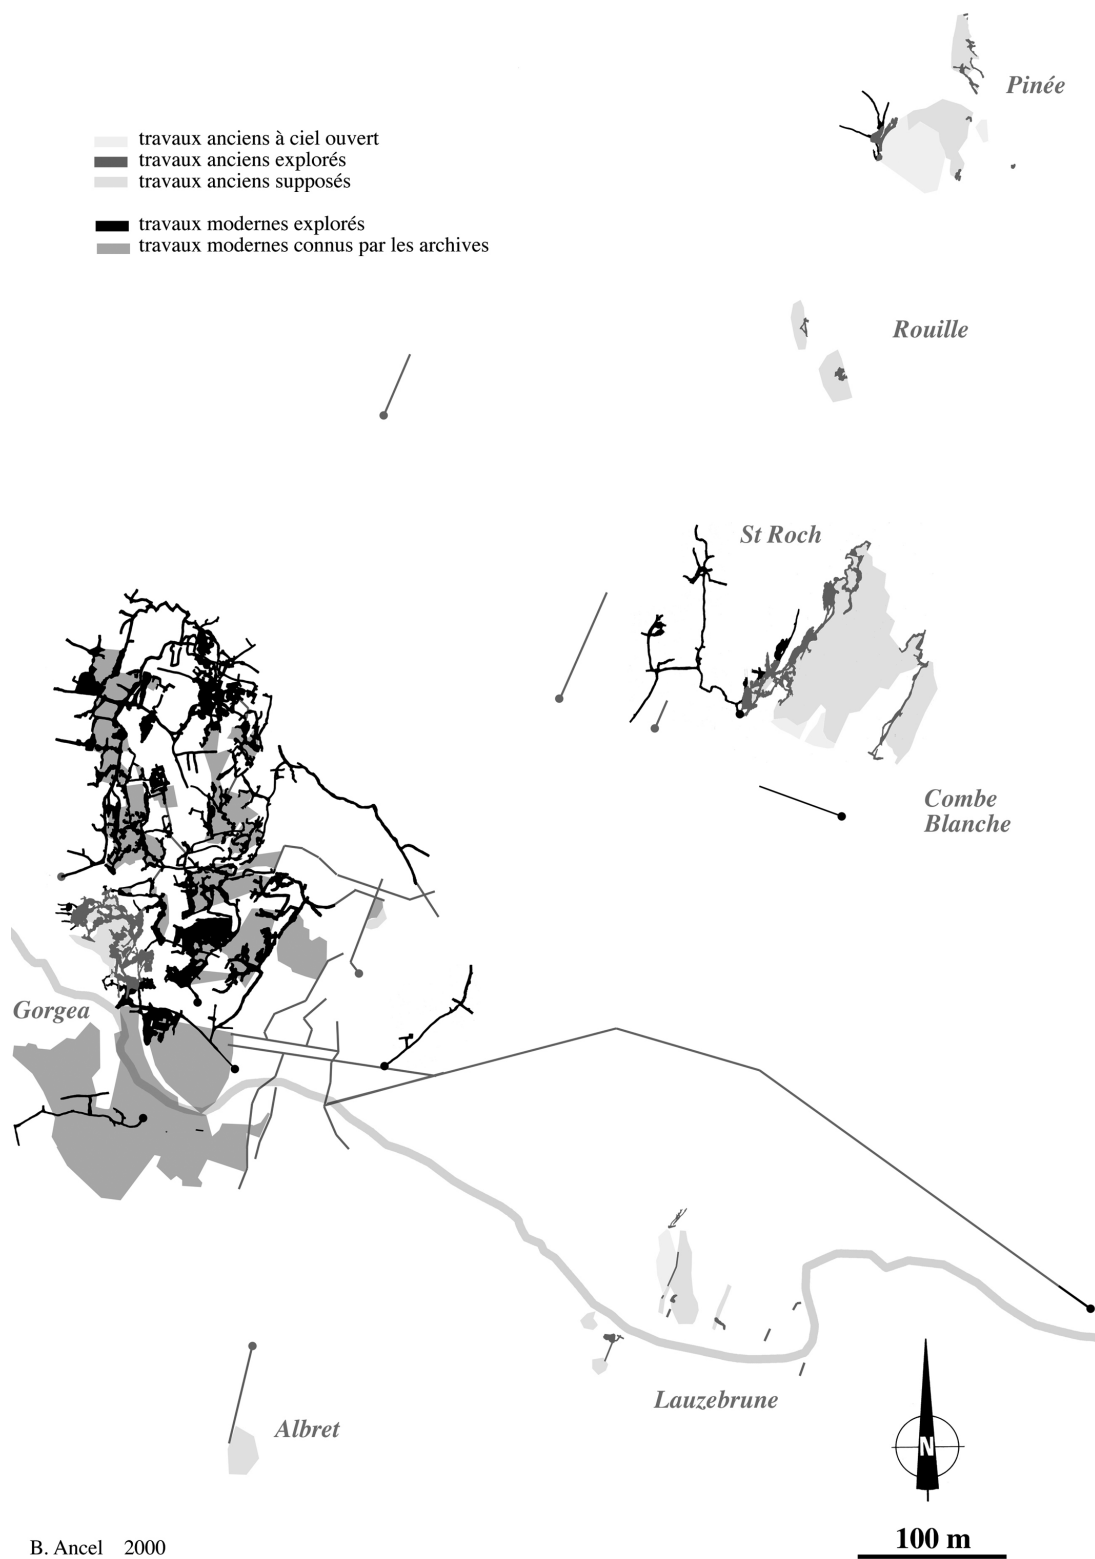 Pinée
travaux anciens à ciel ouvert
travaux anciens explorés
travaux anciens supposés
travaux modernes explorés
travaux modernes connus par les archives
Rouille
St Roch
Combe
Blanche
Gorgea
Lauzebrune
Albret
N
100 m
B. Ancel 2000